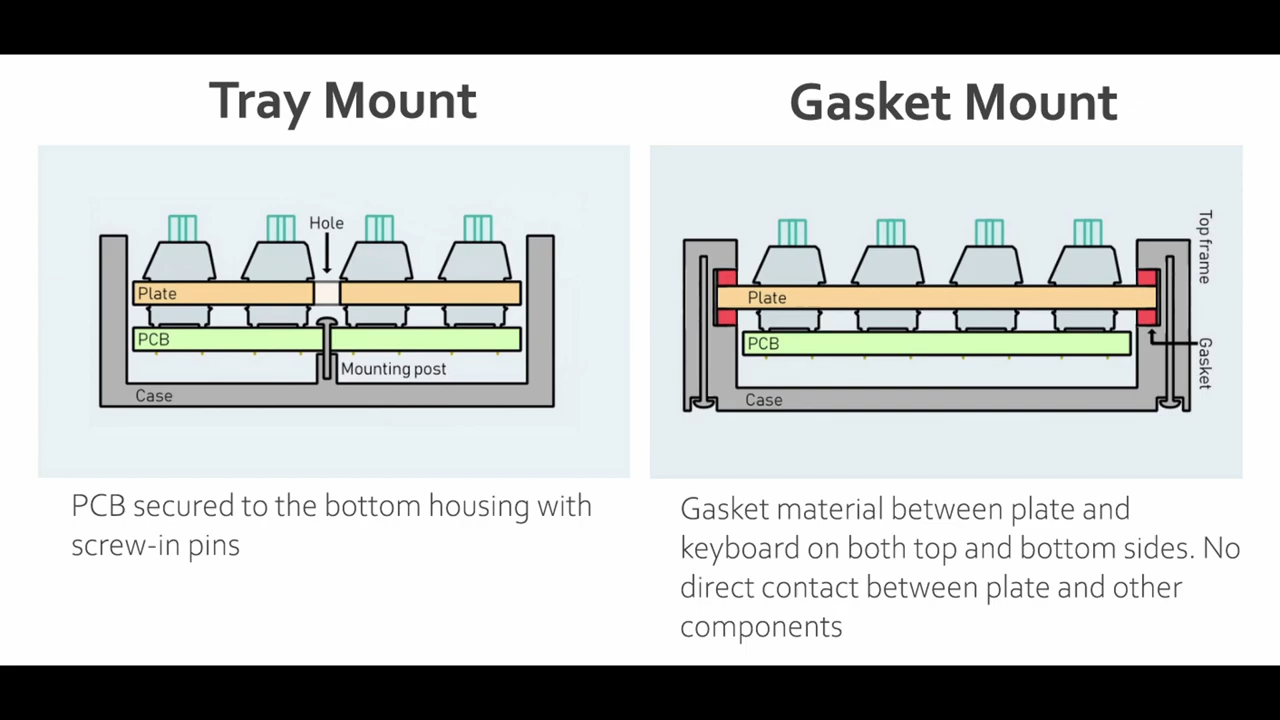 Tray Mount
Hole
Plate
PCB
Mounting post
Case
PCB secured to the bottom housing with
screw-in pins
Gasket Mount
Top frame
Plate
PCB
Gasket
Case
Gasket material between plate and
keyboard on both top and bottom sides. No
direct contact between plate and other
components